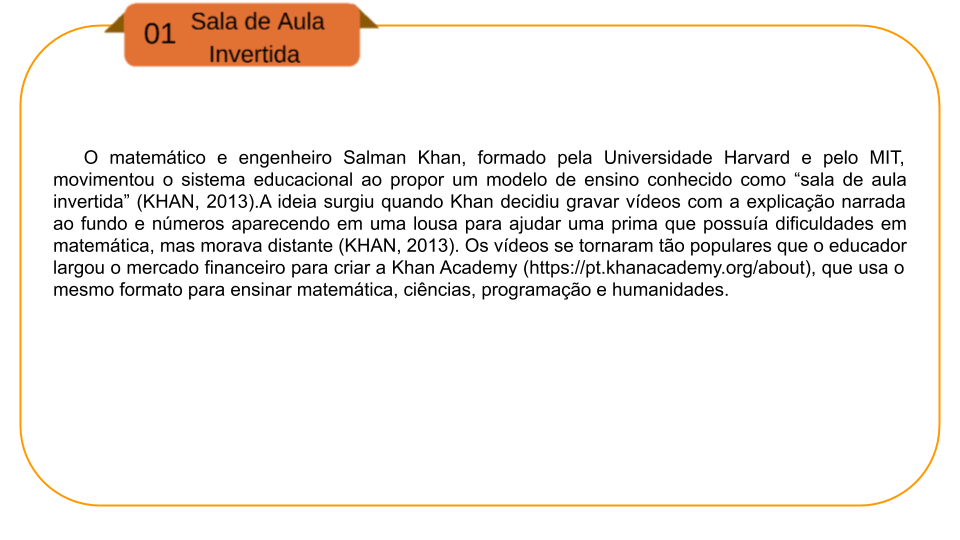 01
Sala de Aula
Invertida
O matemático e engenheiro Salman Khan, formado pela Universidade Harvard e pelo MIT,
movimentou o sistema educacional ao propor um modelo de ensino conhecido como “sala de aula
invertida” (KHAN, 2013).A ideia surgiu quando Khan decidiu gravar vídeos com a explicação narrada
ao fundo e números aparecendo em uma lousa para ajudar uma prima que possuía dificuldades em
matemática, mas morava distante (KHAN, 2013). Os vídeos se tornaram tão populares que o educador
largou o mercado financeiro para criar a Khan Academy (https://pt.khanacademy.org/about), que usa o
mesmo formato para ensinar matemática, ciências, programação e humanidades.